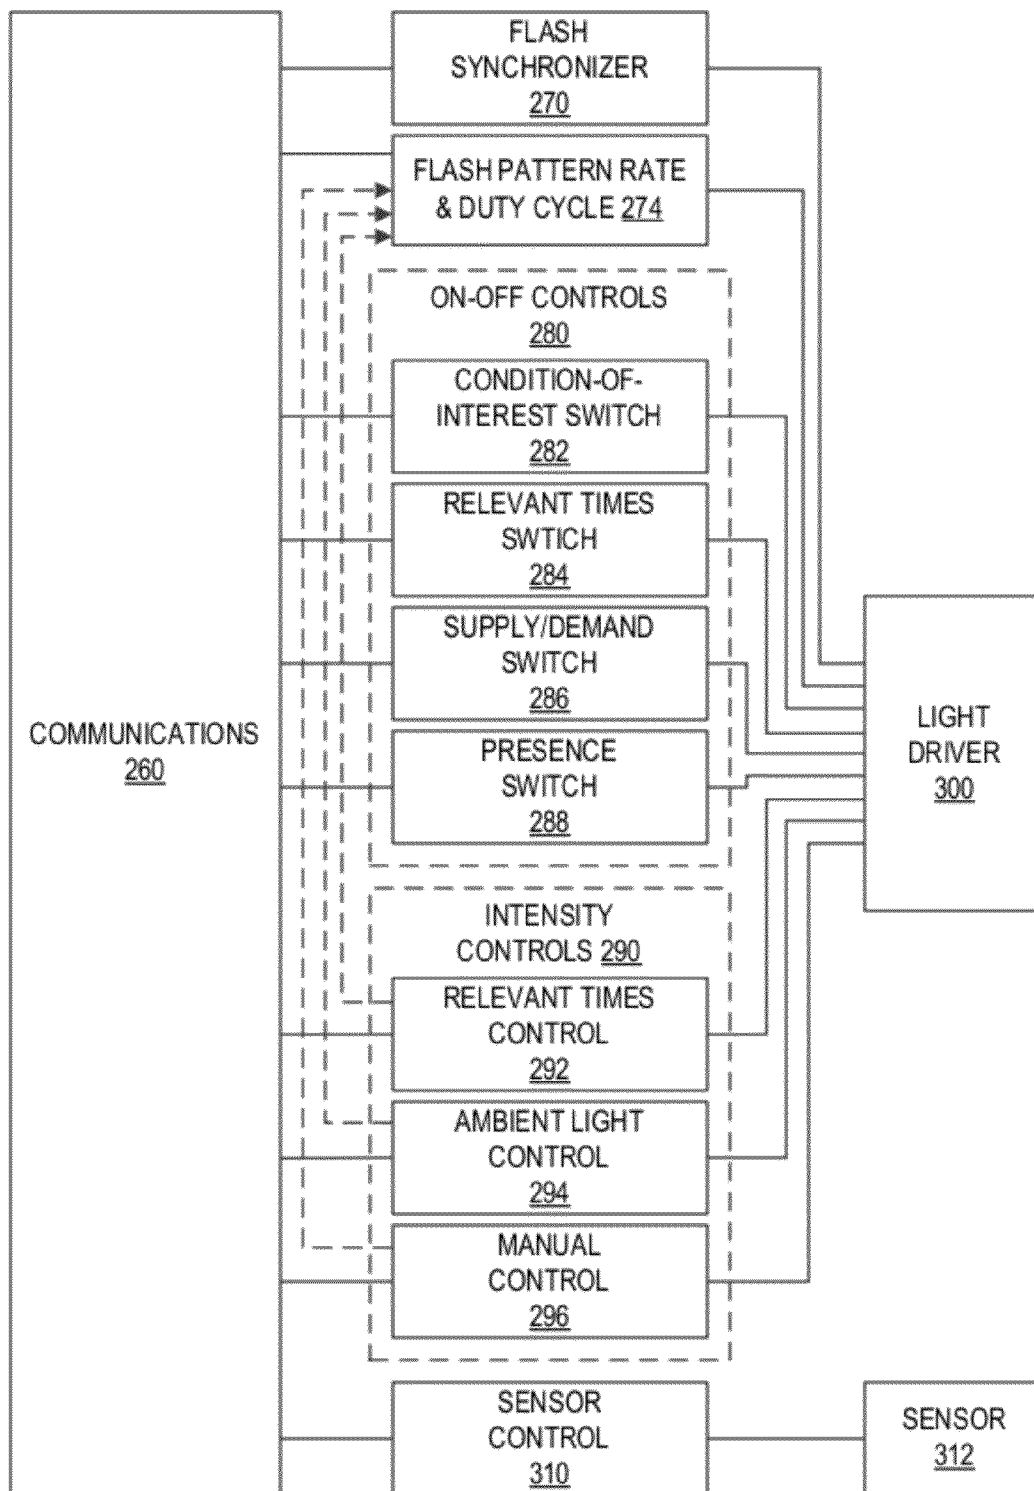 FLASH
SYNCHRONIZER
270
FLASH PATTERN RATE
& DUTY CYCLE 274
ON-OFF CONTROLS
280
CONDITION-OF-
INTEREST SWITCH
282
RELEVANT TIMES
SWTICH
284
SUPPLY/DEMAND
SWITCH
286
PRESENCE
SWITCH
288
COMMUNICATIONS
260
LIGHT
DRIVER
300
INTENSITY
CONTROLS 290
RELEVANT TIMES
CONTROL
292
AMBIENT LIGHT
CONTROL
294
MANUAL
CONTROL
296
SENSOR
CONTROL
310
SENSOR
312